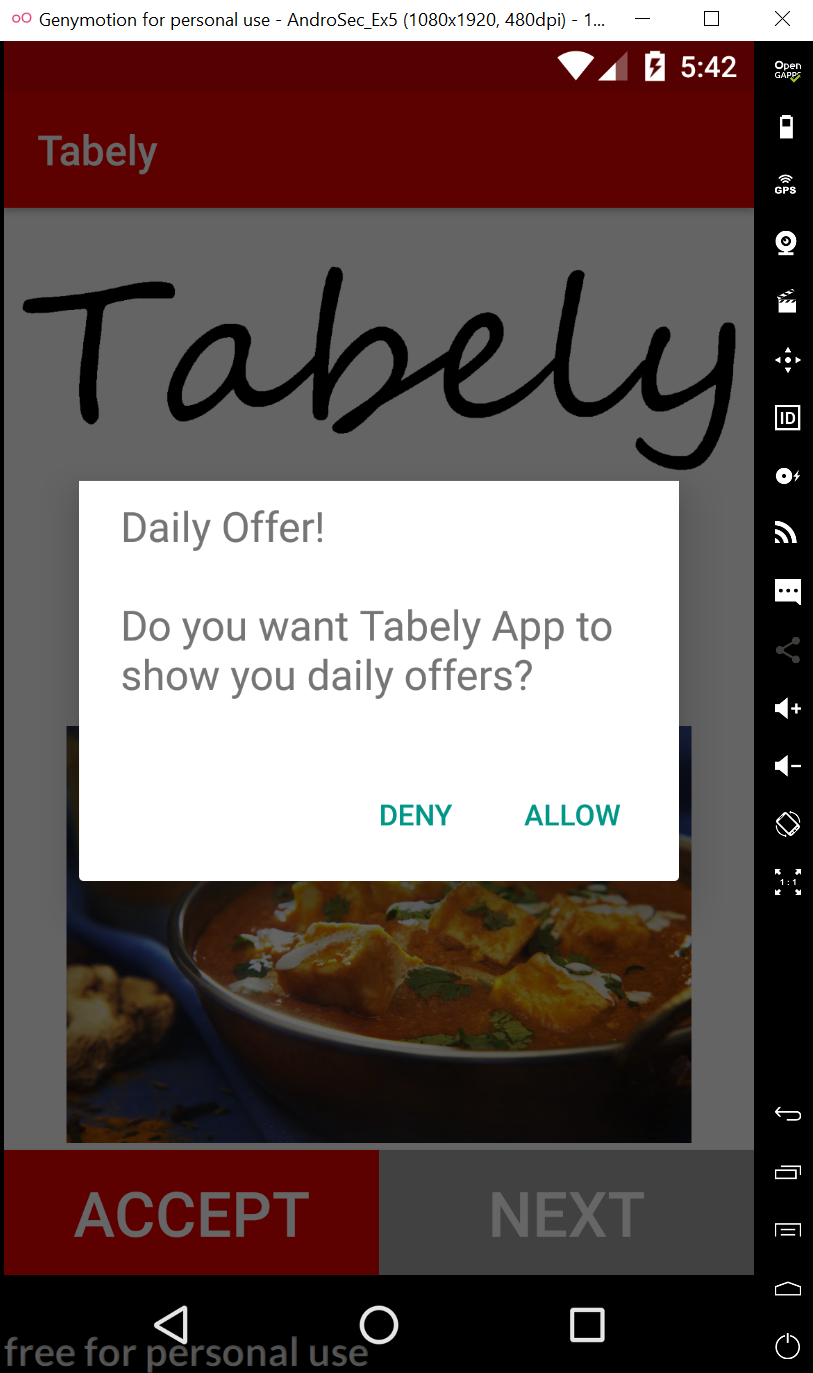 Genymotion for personal use - AndroSec_Ex5 (1080x1920, 480dpi) - 1...
5:42
Open
GAPPS
Tabely
GPS
Tabely
ID
Daily Offer!
Do you want Tabely App to
show you daily offers?
DENY
ALLOW
1:1
ACCEPT
NEXT
free for personal use